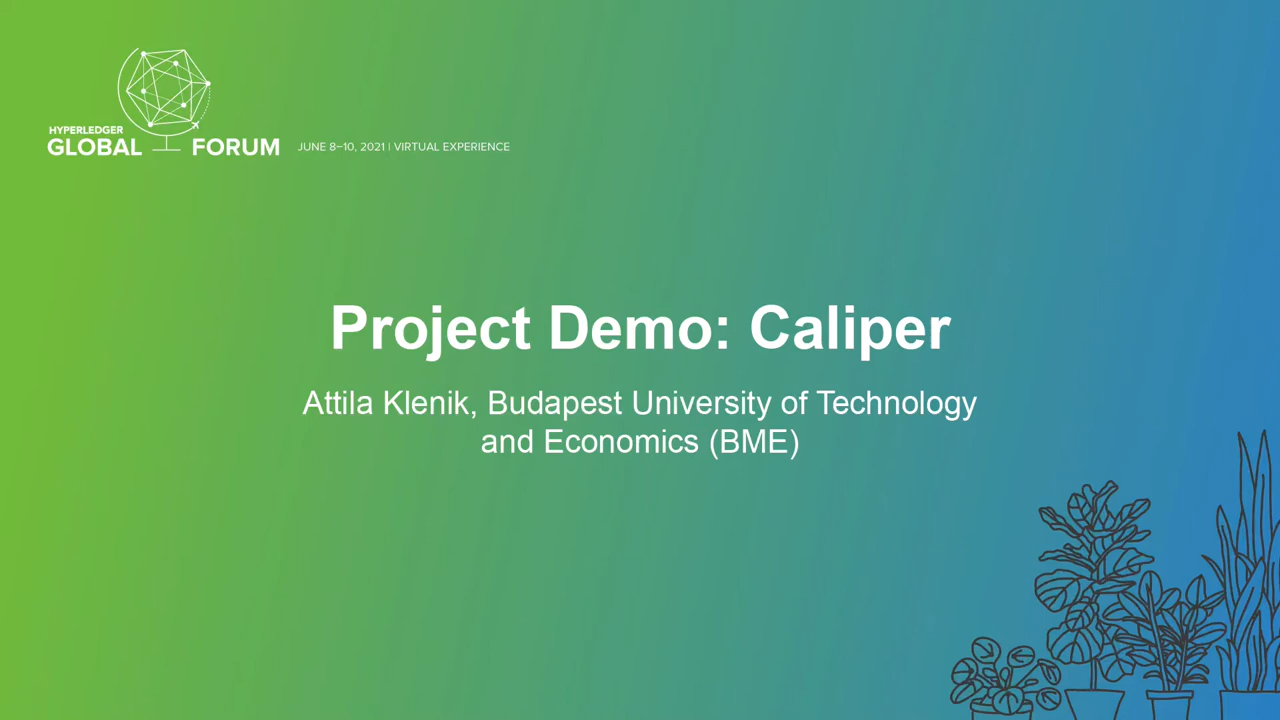 HYPERLEDGER
GLOBAL FORUM
JUNE 8–10, 2021 | VIRTUAL EXPERIENCE
Project Demo: Caliper
Attila Klenik, Budapest University of Technology
and Economics (BME)